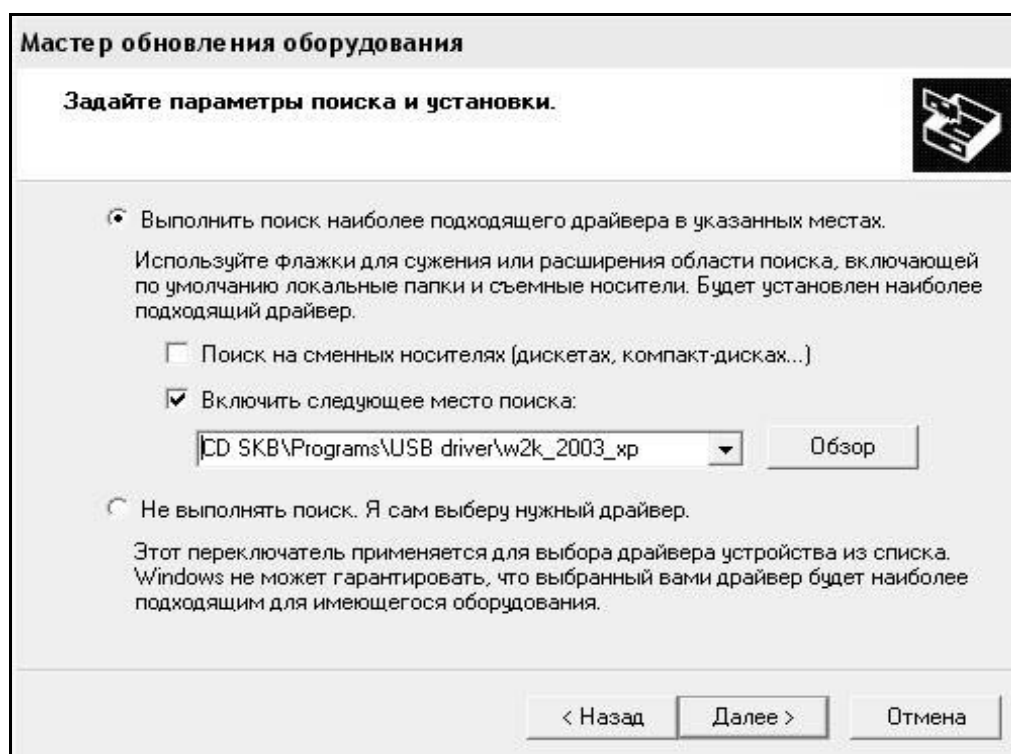 Мастер обновления оборудования
Задайте параметры поиска и установки.
Выполнить поиск наиболее подходящего драйвера в указанных местах.
Используйте флажки для сужения или расширения области поиска, включающей
по умолчанию локальные папки и съемные носители. Будет установлен наиболее
подходящий драйвер.
Поиск на сменных носителях (дискетах, компакт-дисках...)
Включить следующее место поиска:
CD SKB\Programs\USB driver\w2k_2003_xp
Обзор
Не выполнять поиск. Я сам выберу нужный драйвер.
Этот переключатель применяется для выбора драйвера устройства из списка.
Windows не может гарантировать, что выбранный вами драйвер будет наиболее
подходящим для имеющегося оборудования.
< Назад Далее > Отмена